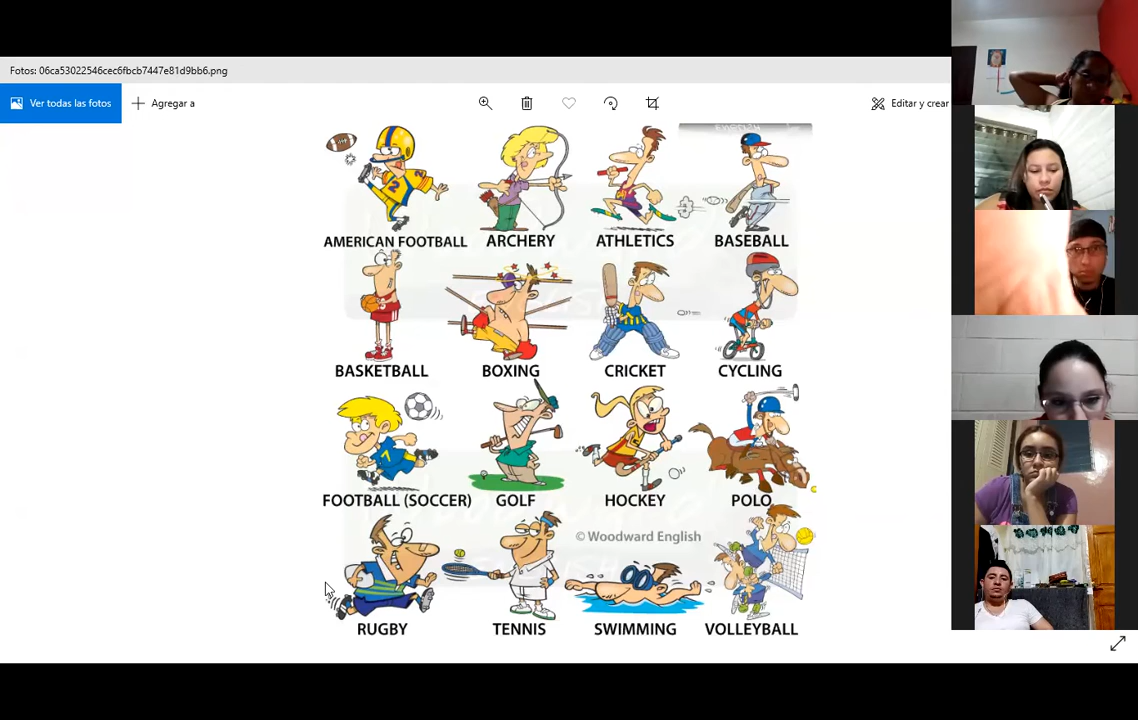 Fotos: 06ca53022546cec6fbcb7447e81d9bb6.png
Ver todas las fotos
Agregar a
Editar y crear
AMERICAN FOOTBALL ARCHERY ATHLETICS BASEBALL
BASKETBALL BOXING CRICKET CYCLING
FOOTBALL (SOCCER) GOLF HOCKEY POLO
© Woodward English
RUGBY TENNIS SWIMMING VOLLEYBALL